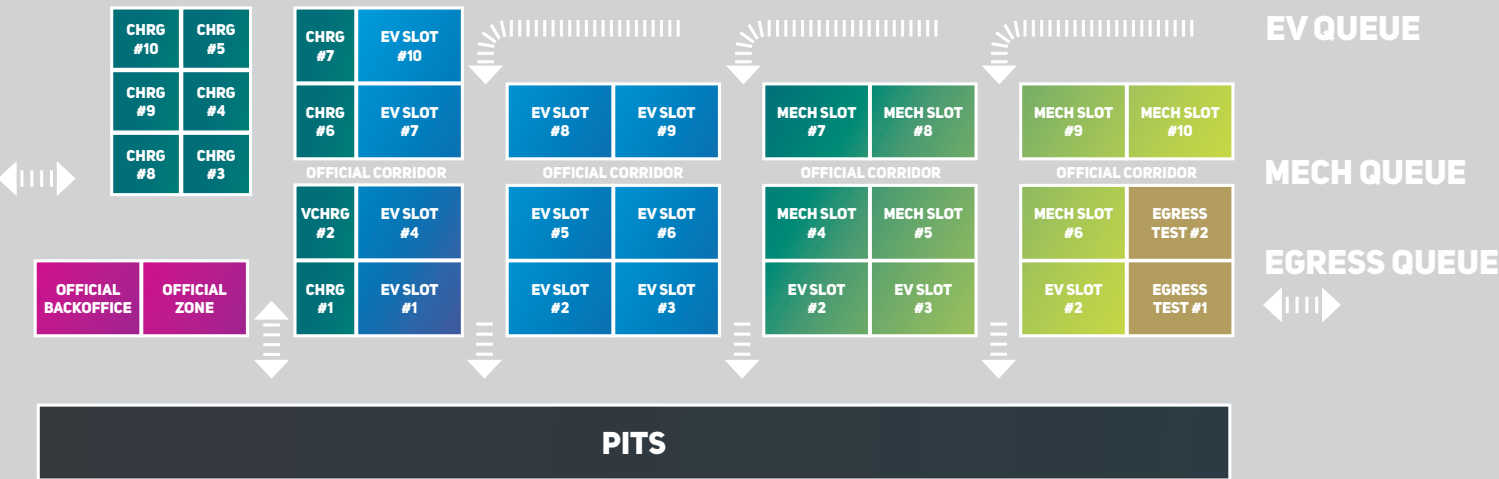 CHRG
#10
CHRG
#5
CHRG
#9
CHRG
#4
CHRG
#8
CHRG
#3
OFFICIAL
BACKOFFICE
OFFICIAL
ZONE
CHRG
#7
EV SLOT
#10
CHRG
#6
EV SLOT
#7
OFFICIAL CORRIDOR
VCHRG
#2
EV SLOT
#4
CHRG
#1
EV SLOT
#1
EV SLOT
#8
EV SLOT
#9
OFFICIAL CORRIDOR
EV SLOT
#5
EV SLOT
#6
EV SLOT
#2
EV SLOT
#3
MECH SLOT
#7
MECH SLOT
#8
OFFICIAL CORRIDOR
MECH SLOT
#4
MECH SLOT
#5
EV SLOT
#2
EV SLOT
#3
MECH SLOT
#9
MECH SLOT
#10
OFFICIAL CORRIDOR
MECH SLOT
#6
EGRESS
TEST #2
EV SLOT
#2
EGRESS
TEST #1
EV QUEUE
MECH QUEUE
EGRESS QUEUE
PITS